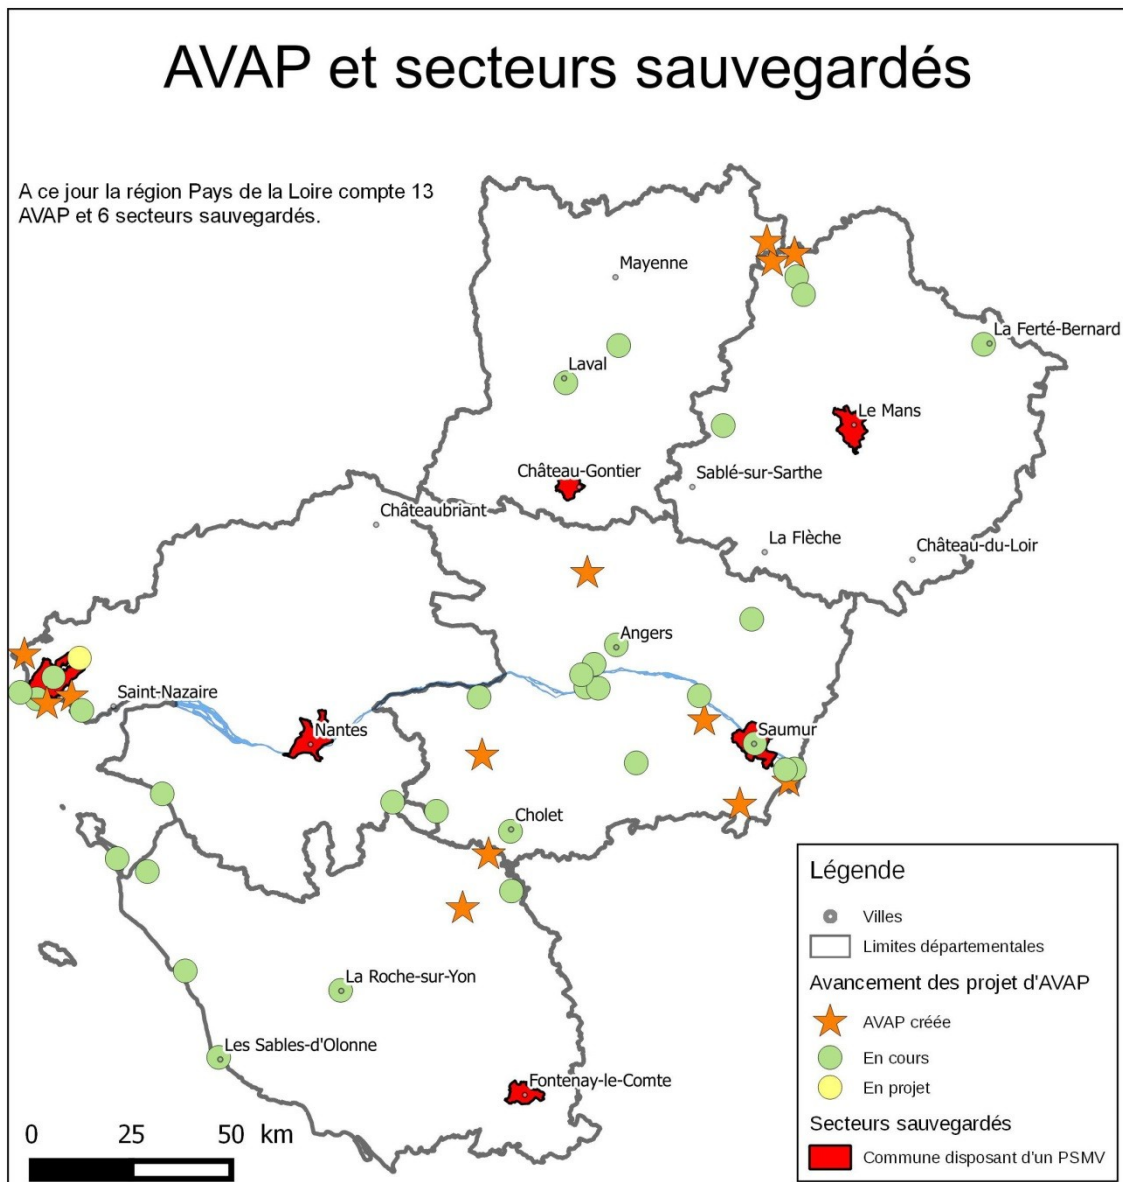 AVAP et secteurs sauvegardés
A ce jour la région Pays de la Loire compte 13
AVAP et 6 secteurs sauvegardés.
Mayenne
La Ferté-Bernard
Laval
Le Mans
Château-Gontier
Sablé-sur-Sarthe
Châteaubriant
La Flèche
Château-du-Loir
Angers
Saint-Nazaire
Nantes
Saumur
Cholet
La Roche-sur-Yon
Les Sables-d'Olonne
Fontenay-le-Comte
Légende
Villes
Limites départementales
Avancement des projet d'AVAP
AVAP créée
En cours
En projet
Secteurs sauvegardés
Commune disposant d'un PSMV
0 25 50 km